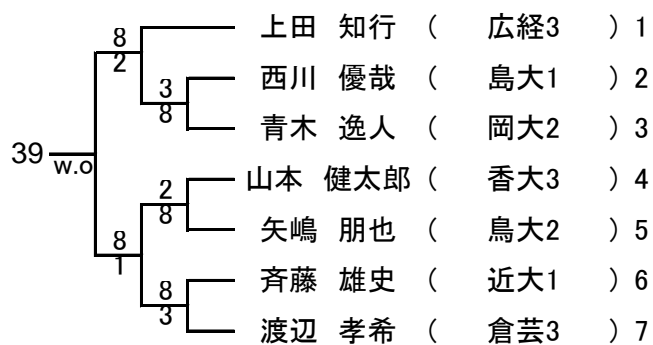 8
2
上田 知行 ( 広経3 ) 1
3
8
西川 優哉 ( 島大1 ) 2
青木 逸人 ( 岡大2 ) 3
39
w.o
2
8
山本 健太郎 ( 香大3 ) 4
矢嶋 朋也 ( 鳥大2 ) 5
8
1
8
3
斉藤 雄史 ( 近大1 ) 6
渡辺 孝希 ( 倉芸3 ) 7